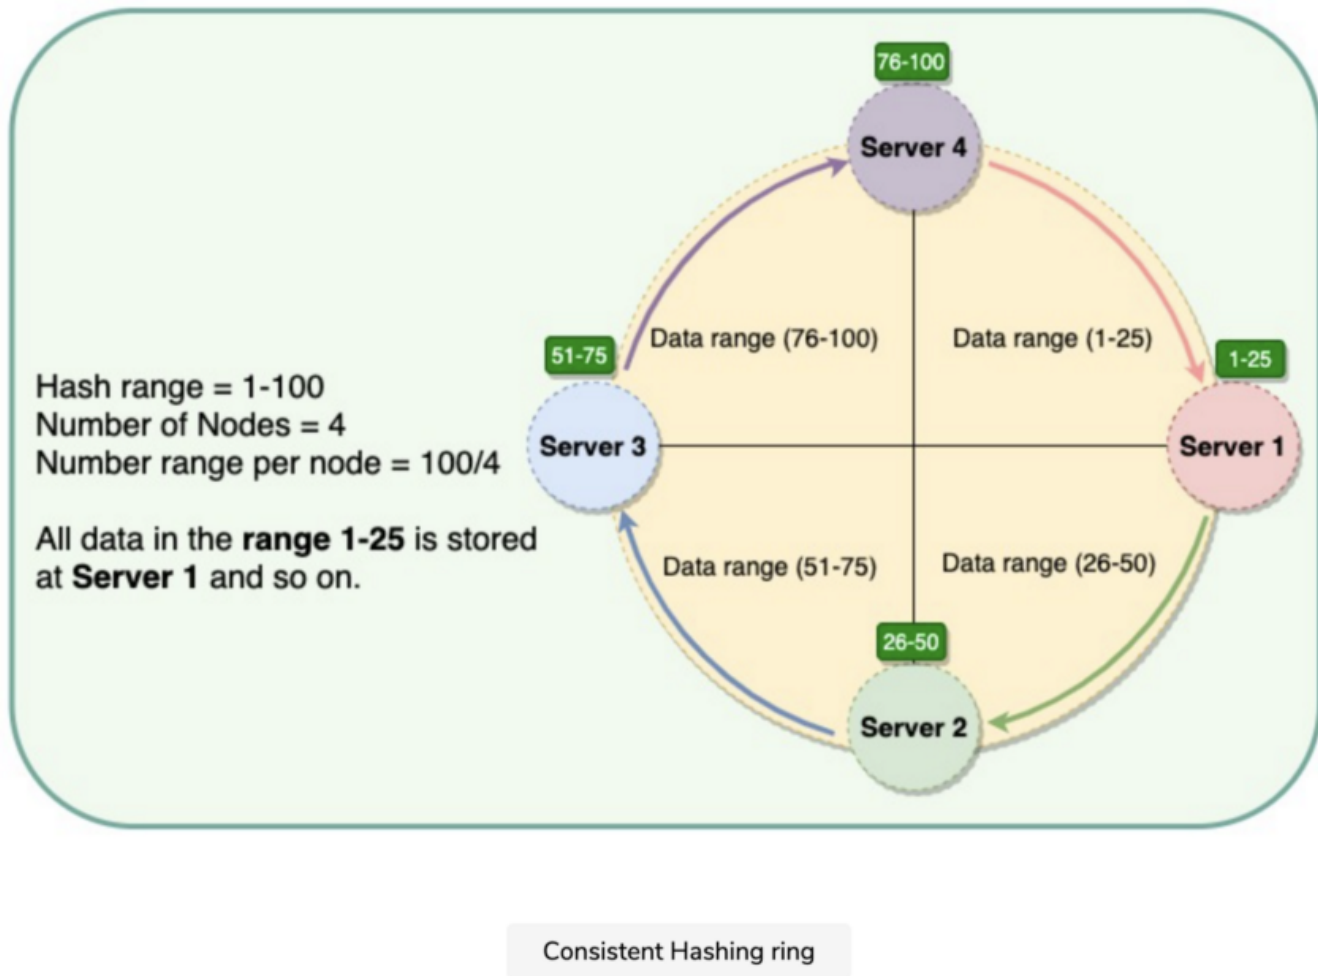 76-100
Server 4
Data range (76-100)
Data range (1-25)
51-75
1-25
Hash range = 1-100
Number of Nodes = 4
Number range per node = 100/4
Server 3
Server 1
All data in the range 1-25 is stored
at Server 1 and so on.
Data range (51-75)
Data range (26-50)
26-50
Server 2
Consistent Hashing ring